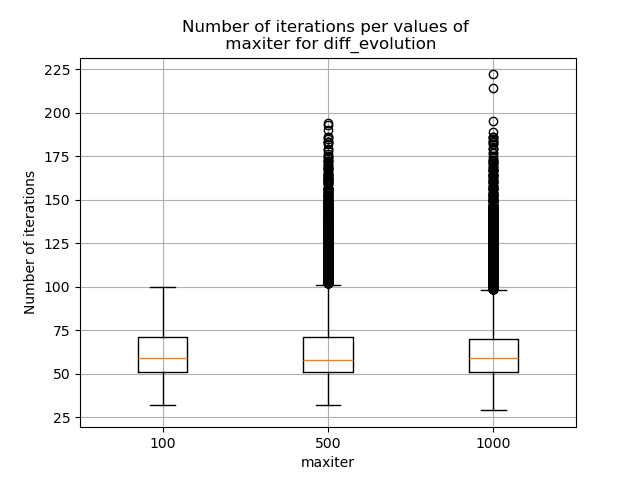 Number of iterations per values of
maxiter for diff_evolution
225
200
175
150
125
100
75
50
25
Number of iterations
100 500 1000
maxiter